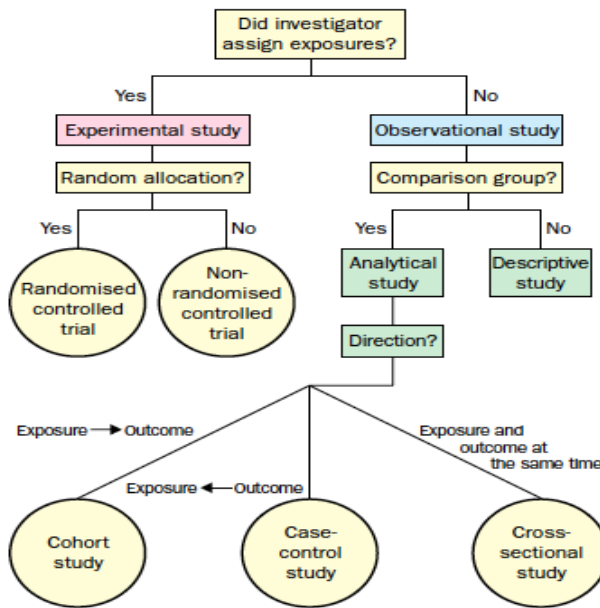 Did investigator
assign exposures?
Yes
No
Experimental study
Observational study
Random allocation?
Comparison group?
Yes
No
Yes
No
Randomised
controlled
trial
Non-
randomised
controlled
trial
Analytical
study
Descriptive
study
Direction?
Exposure → Outcome
Exposure ← Outcome
Exposure and
outcome at
the same time
Cohort
study
Case-
control
study
Cross-
sectional
study